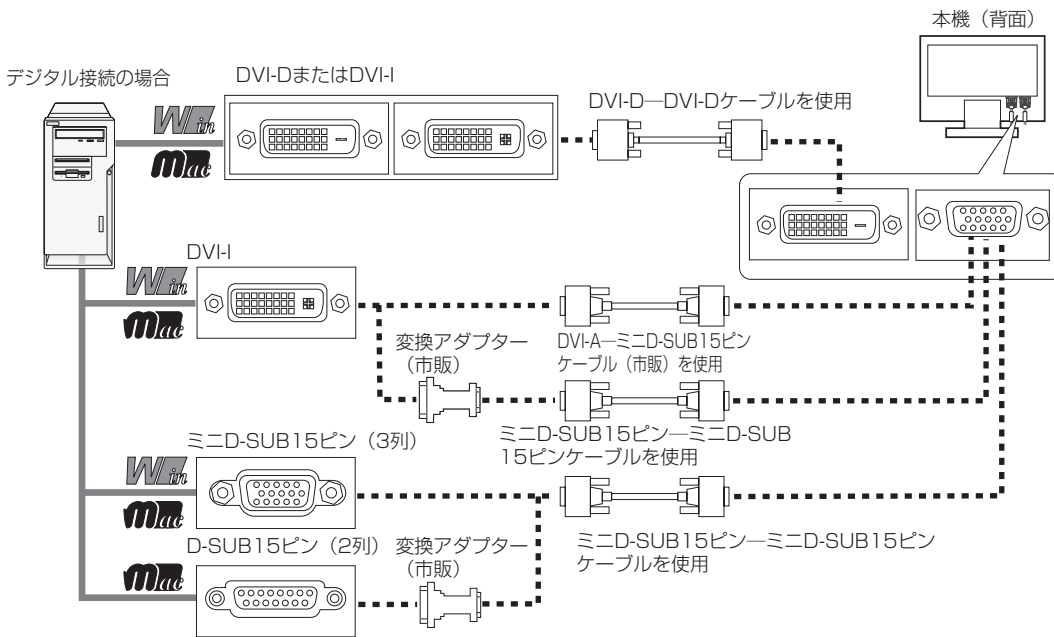 本機（背面）
デジタル接続の場合
DVI-DまたはDVI-I
DVI-D—DVI-Dケーブルを使用
Win
Mac
DVI-I
Win
Mac
変換アダプター
（市販）
DVI-A—ミニD-SUB15ピン
ケーブル（市販）を使用
ミニD-SUB15ピン—ミニD-SUB
15ピンケーブルを使用
ミニD-SUB15ピン（3列）
Win
Mac
ミニD-SUB15ピン—ミニD-SUB15ピン
ケーブルを使用
D-SUB15ピン（2列）
変換アダプター
（市販）
Mac